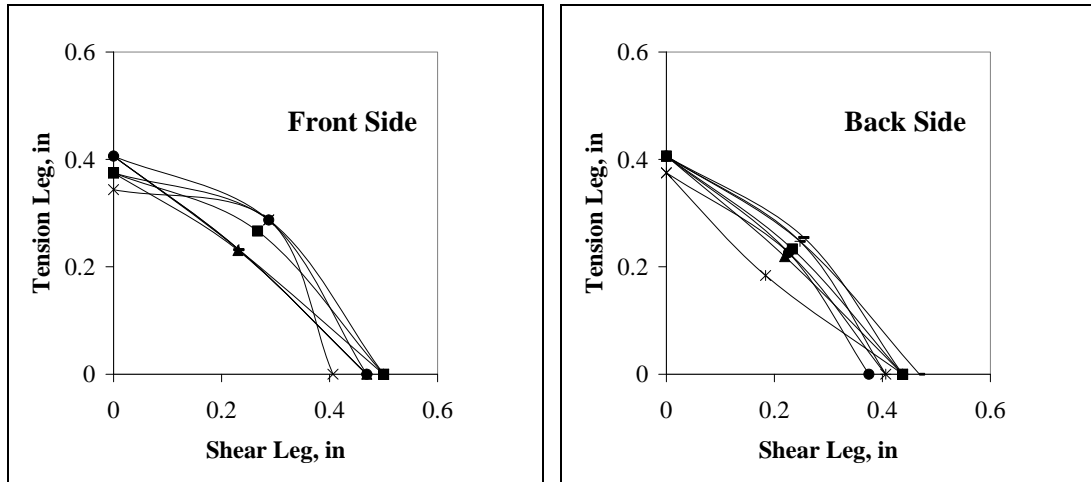 0.6
Front Side
0.4
Tension Leg, in
0.2
0
0 0.2 0.4 0.6
Shear Leg, in
0.6
Back Side
0.4
Tension Leg, in
0.2
0
0 0.2 0.4 0.6
Shear Leg, in